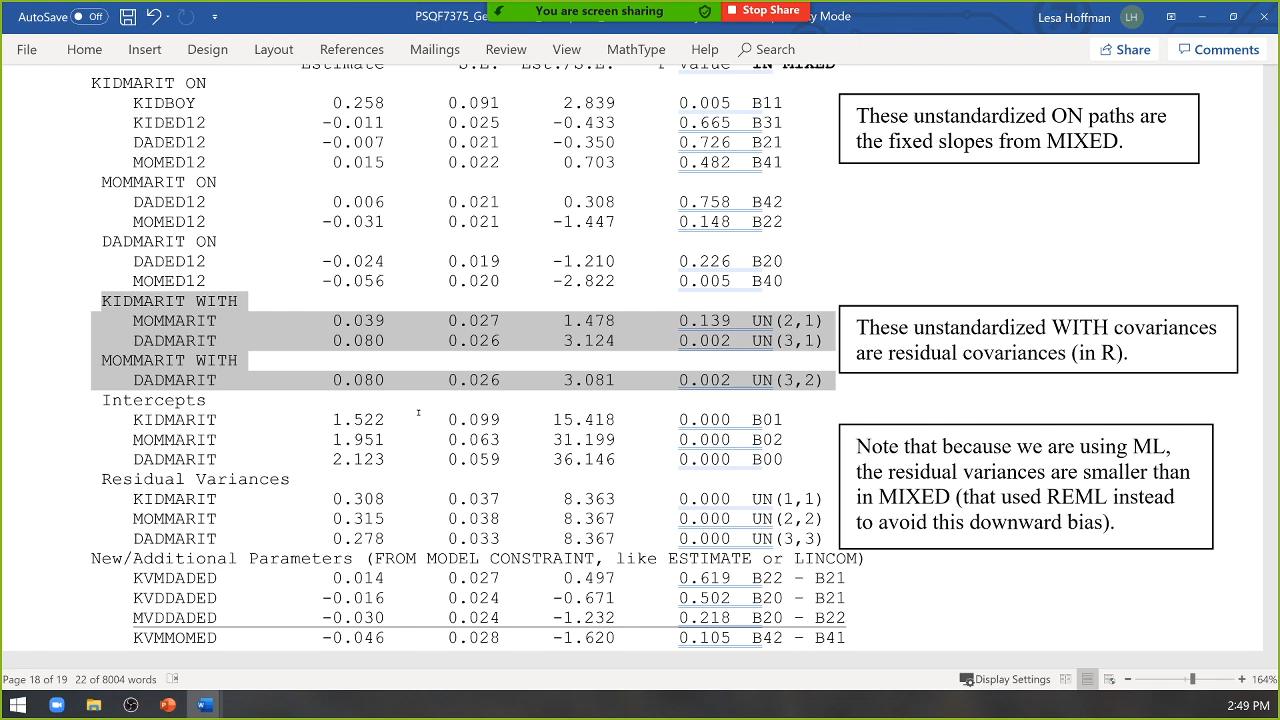 AutoSave Off PSQF7375_Ge You are screen sharing Stop Share y Mode Lesa Hoffman LH
File Home Insert Design Layout References Mailings Review View MathType Help Search Share Comments
Estimate S.E. Est./S.E. P Value IN MIXED
KIDMARIT ON
KIDBOY 0.258 0.091 2.839 0.005 B11
KIDED12 -0.011 0.025 -0.433 0.665 B31
DADED12 -0.007 0.021 -0.350 0.726 B21
MOMED12 0.015 0.022 0.703 0.482 B41
These unstandardized ON paths are
the fixed slopes from MIXED.
MOMMARIT ON
DADED12 0.006 0.021 0.308 0.758 B42
MOMED12 -0.031 0.021 -1.447 0.148 B22
DADMARIT ON
DADED12 -0.024 0.019 -1.210 0.226 B20
MOMED12 -0.056 0.020 -2.822 0.005 B40
KIDMARIT WITH
MOMMARIT 0.039 0.027 1.478 0.139 UN(2,1)
DADMARIT 0.080 0.026 3.124 0.002 UN(3,1)
MOMMARIT WITH
DADMARIT 0.080 0.026 3.081 0.002 UN(3,2)
These unstandardized WITH covariances
are residual covariances (in R).
Intercepts
KIDMARIT 1.522 0.099 15.418 0.000 B01
MOMMARIT 1.951 0.063 31.199 0.000 B02
DADMARIT 2.123 0.059 36.146 0.000 B00
Residual Variances
KIDMARIT 0.308 0.037 8.363 0.000 UN(1,1)
MOMMARIT 0.315 0.038 8.367 0.000 UN(2,2)
DADMARIT 0.278 0.033 8.367 0.000 UN(3,3)
Note that because we are using ML,
the residual variances are smaller than
in MIXED (that used REML instead
to avoid this downward bias).
New/Additional Parameters (FROM MODEL CONSTRAINT, like ESTIMATE or LINCOM)
KVMDADED 0.014 0.027 0.497 0.619 B22 – B21
KVDDADED -0.016 0.024 -0.671 0.502 B20 – B21
MVDDADED -0.030 0.024 -1.232 0.218 B20 – B22
KVMMOMED -0.046 0.028 -1.620 0.105 B42 – B41
Page 18 of 19 22 of 8004 words Display Settings 164%
2:49 PM